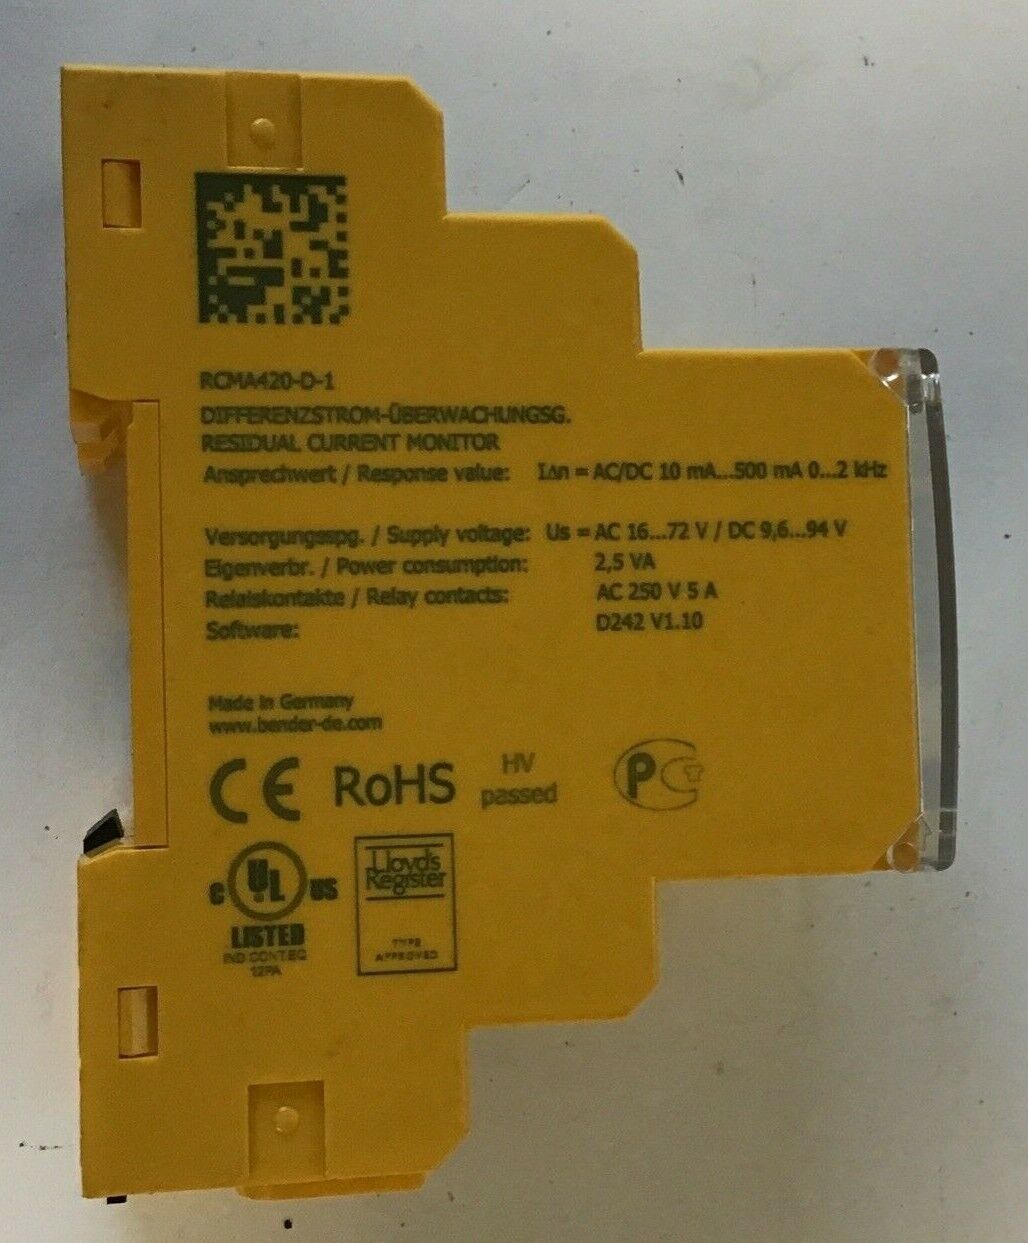 RCMA420-D-1
DIFFERENZSTROM-ÜBERWACHUNGSG.
RESIDUAL CURRENT MONITOR
Ansprechwert / Response value: I∆n = AC/DC 10 mA...500 mA 0...2 kHz
Versorgungsspg. / Supply voltage: Us = AC 16...72 V / DC 9,6...94 V
Eigenverbr. / Power consumption: 2,5 VA
Relaiskontakte / Relay contacts: AC 250 V 5 A
Software: D242 V1.10
Made in Germany
www.bender-de.com
CE RoHS HV passed PCT
c UL US
LISTED
IND.CONT.EQ
12PA
Lloyd's
Register
TYPE
APPROVED